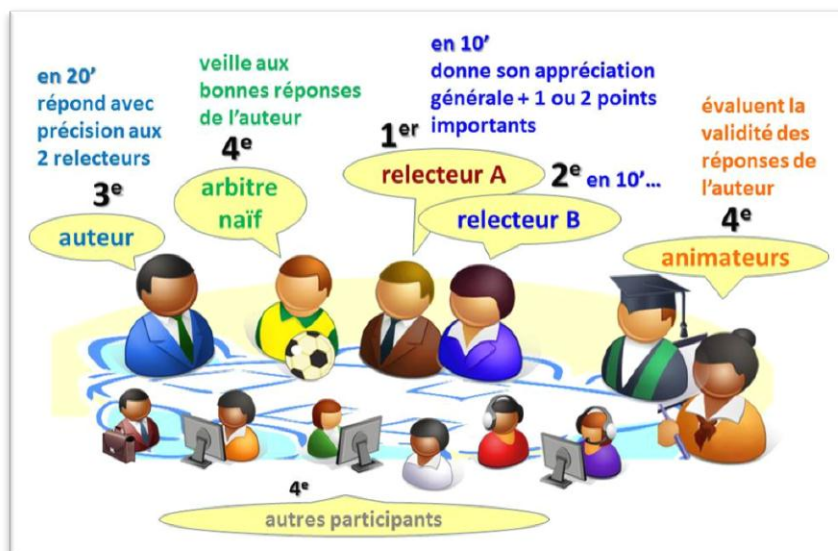 en 20’
répond avec
précision aux
2 relecteurs
3e
auteur
veille aux
bonnes réponses
de l’auteur
4e
arbitre
naïf
en 10’
donne son appréciation
générale + 1 ou 2 points
importants
1er
relecteur A
2e en 10’...
relecteur B
évaluent la
validité des
réponses de
l’auteur
4e
animateurs
4e
autres participants